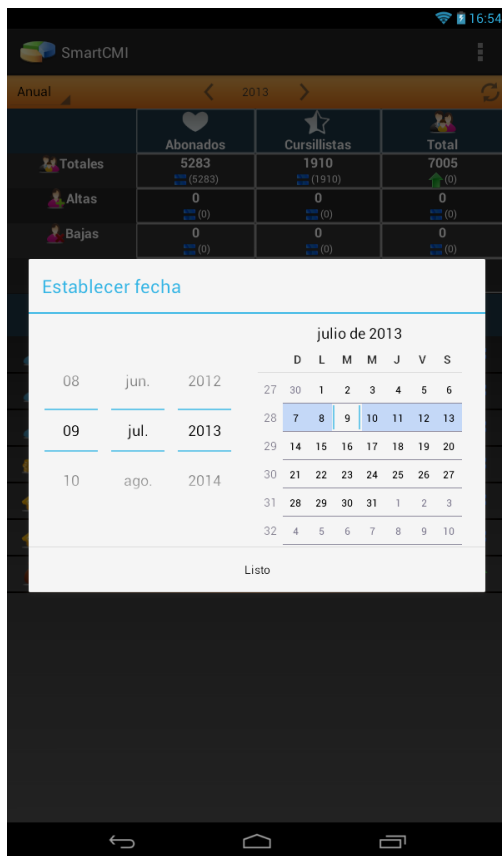 16:54
SmartCMI
Anual 2013
Abonados Cursillistas Total
Totales 5283 1910 7005
(5283) (1910) (0)
Altas 0 0 0
(0) (0) (0)
Bajas 0 0 0
(0) (0) (0)
Establecer fecha
julio de 2013
D L M M J V S
08 jun. 2012
09 jul. 2013
10 ago. 2014
27 30 1 2 3 4 5 6
28 7 8 9 10 11 12 13
29 14 15 16 17 18 19 20
30 21 22 23 24 25 26 27
31 28 29 30 31 1 2 3
32 4 5 6 7 8 9 10
Listo